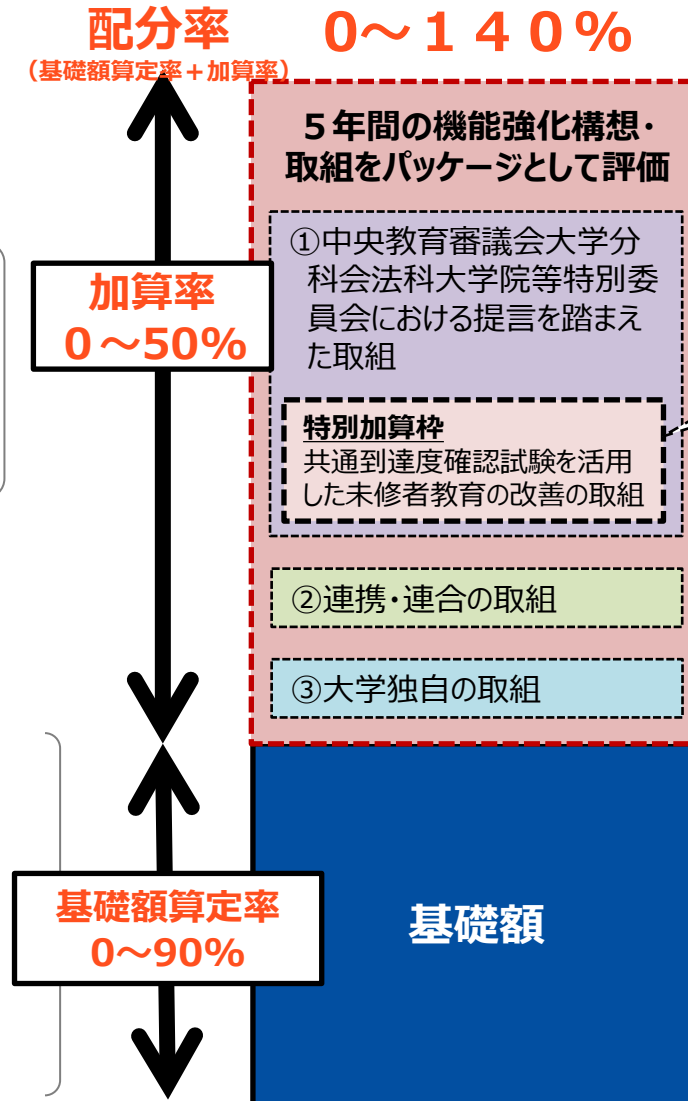 配分率
0～１４０%
（基礎額算定率＋加算率）
５年間の機能強化構想・
取組をパッケージとして評価
①中央教育審議会大学分
科会法科大学院等特別委
員会における提言を踏まえ
た取組
加算率
０～50%
特別加算枠
共通到達度確認試験を活用
した未修者教育の改善の取組
②連携・連合の取組
③大学独自の取組
基礎額算定率
0～90%
基礎額